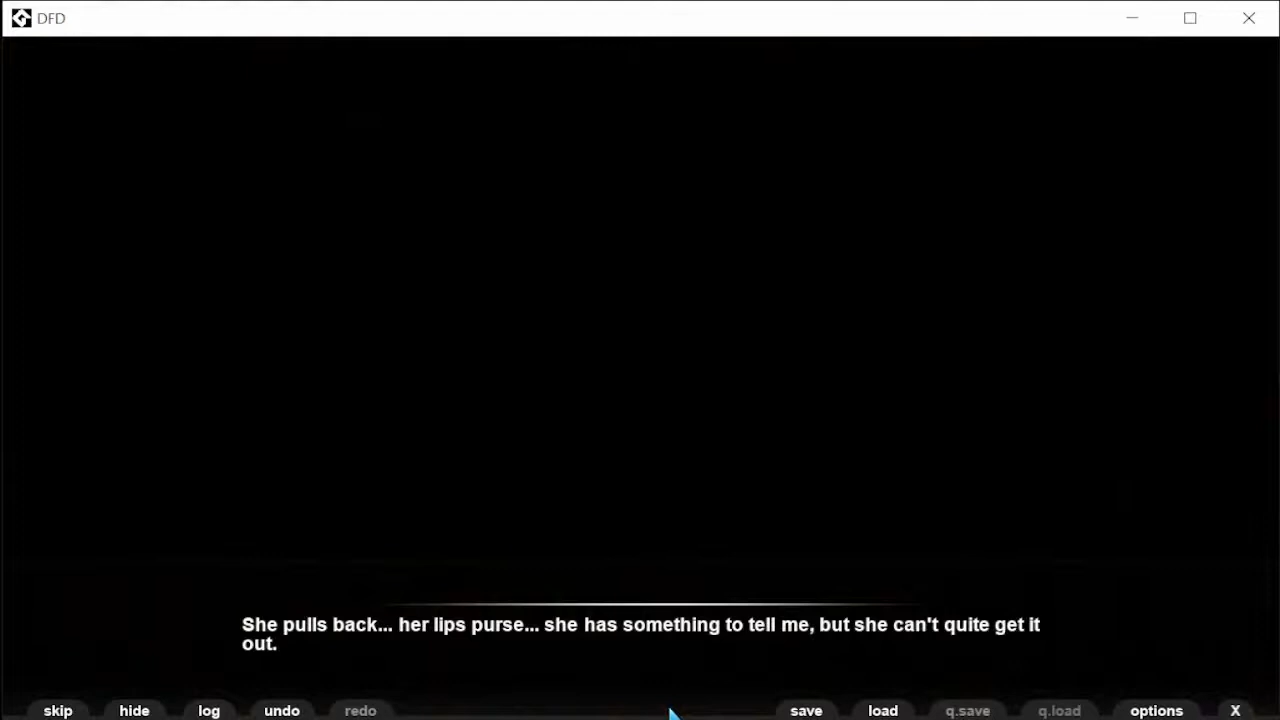 DFD
She pulls back... her lips purse... she has something to tell me, but she can't quite get it
out.
skip hide log undo redo save load q.save q.load options X